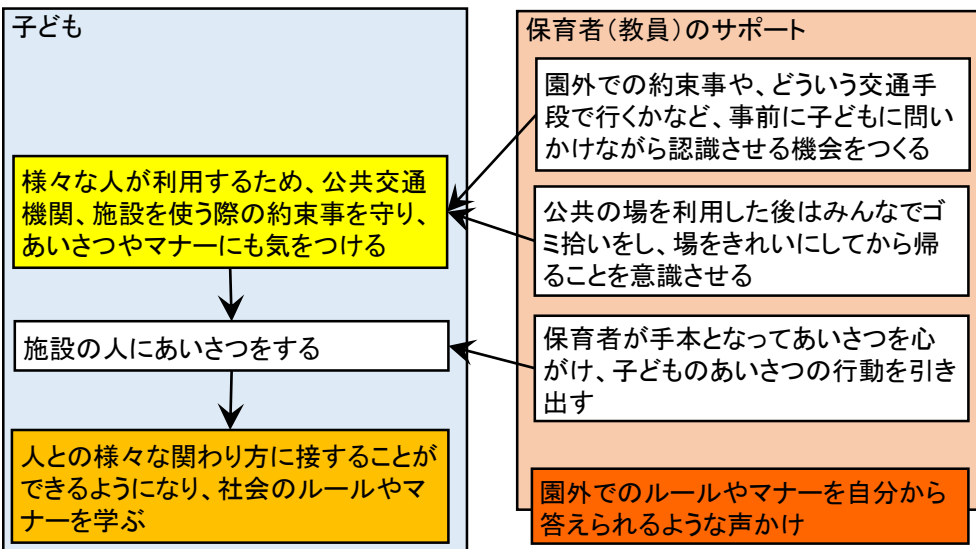 子ども
様々な人が利用するため、公共交通
機関、施設を使う際の約束事を守り、
あいさつやマナーにも気をつける
施設の人にあいさつをする
人との様々な関わり方に接することが
できるようになり、社会のルールやマ
ナーを学ぶ
保育者(教員)のサポート
園外での約束事や、どういう交通手
段で行くかなど、事前に子どもに問い
かけながら認識させる機会をつくる
公共の場を利用した後はみんなでゴ
ミ拾いをし、場をきれいにしてから帰
ることを意識させる
保育者が手本となってあいさつを心
がけ、子どものあいさつの行動を引き
出す
園外でのルールやマナーを自分から
答えられるような声かけ